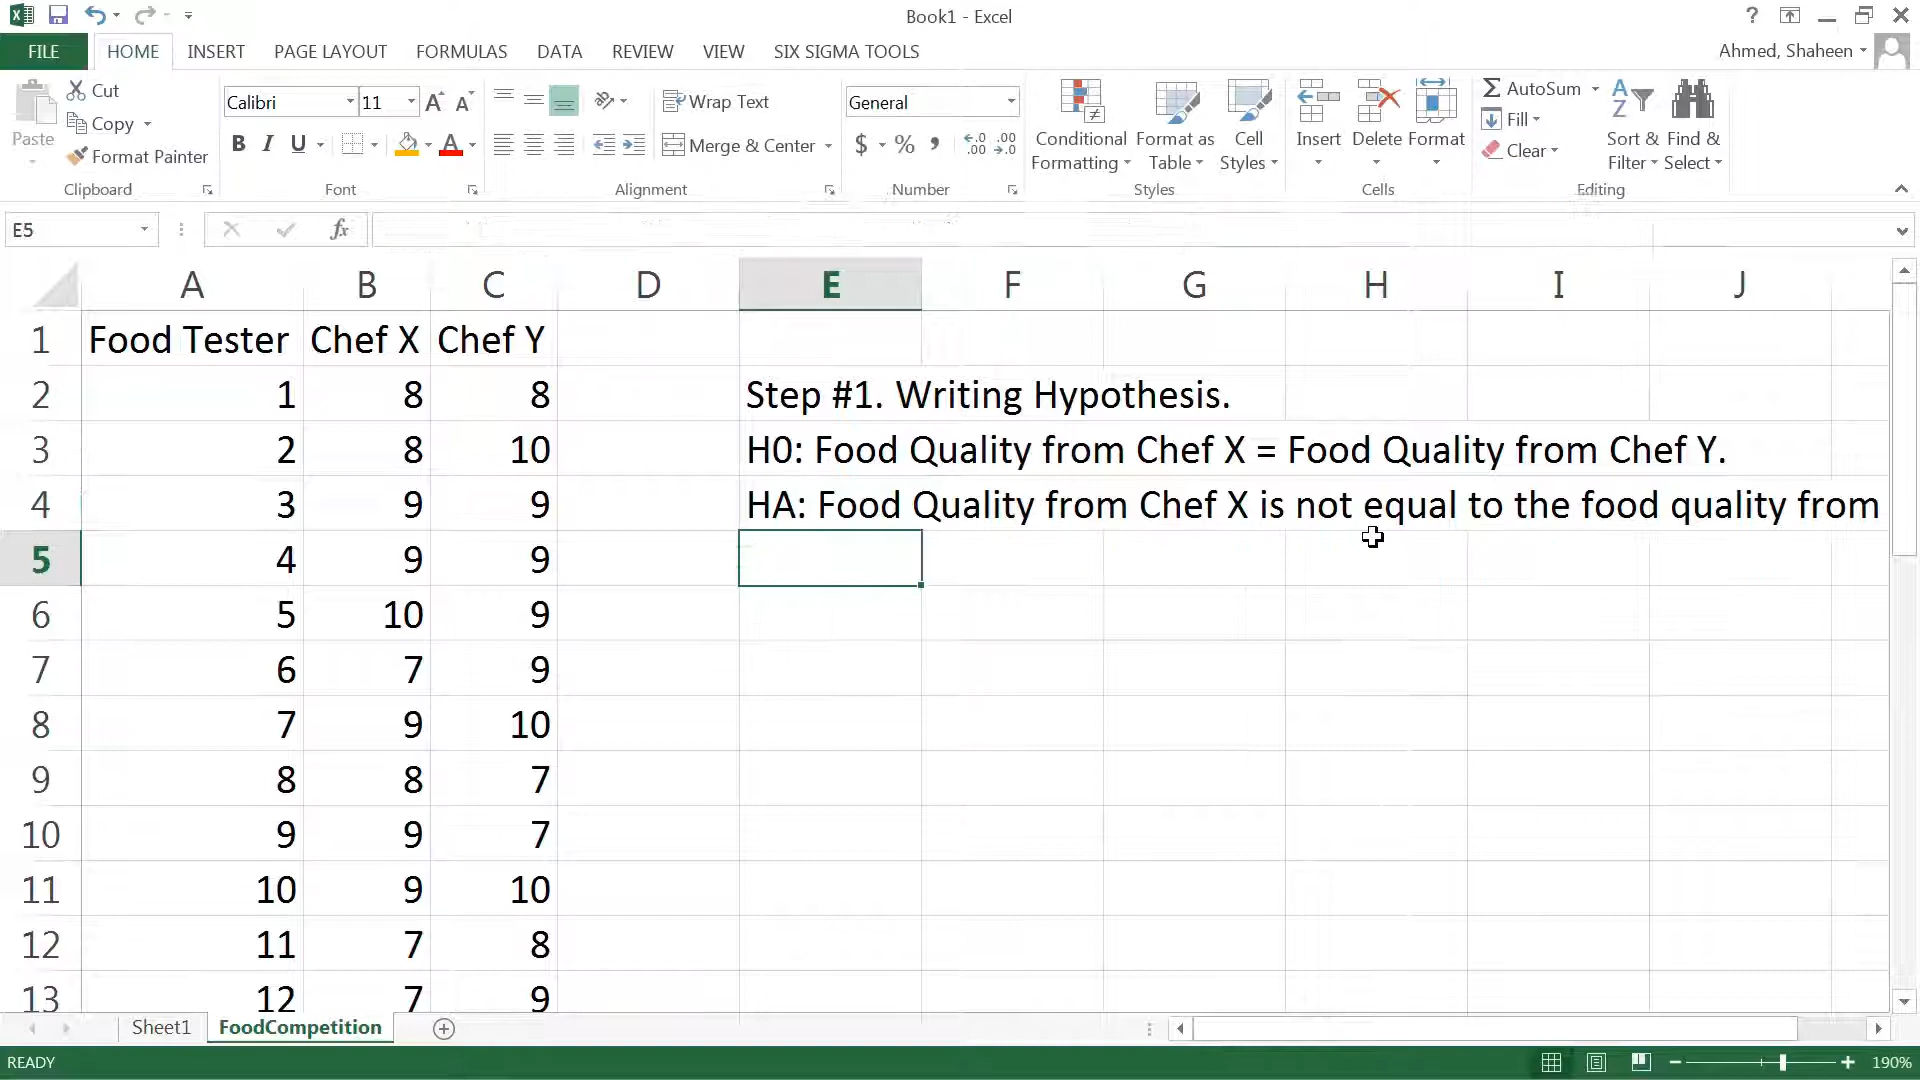 Book1 - Excel
?
FILE HOME INSERT PAGE LAYOUT FORMULAS DATA REVIEW VIEW SIX SIGMA TOOLS Ahmed, Shaheen
Paste
Cut
Copy
Format Painter
Clipboard
Calibri 11 A A
B I U A
Font
Wrap Text
Merge & Center
Alignment
General
$ % , .0 .00 .00 .0
Number
Conditional Formatting
Format as Table
Cell Styles
Styles
Insert Delete Format
Cells
AutoSum
Fill
Clear
Sort & Filter
Find & Select
Editing
E5 fx
A B C D E F G H I J
1 Food Tester Chef X Chef Y
2 1 8 8 Step #1. Writing Hypothesis.
3 2 8 10 H0: Food Quality from Chef X = Food Quality from Chef Y.
4 3 9 9 HA: Food Quality from Chef X is not equal to the food quality from
5 4 9 9
6 5 10 9
7 6 7 9
8 7 9 10
9 8 8 7
10 9 9 7
11 10 9 10
12 11 7 8
13 12 7 9
Sheet1 FoodCompetition
READY 190%